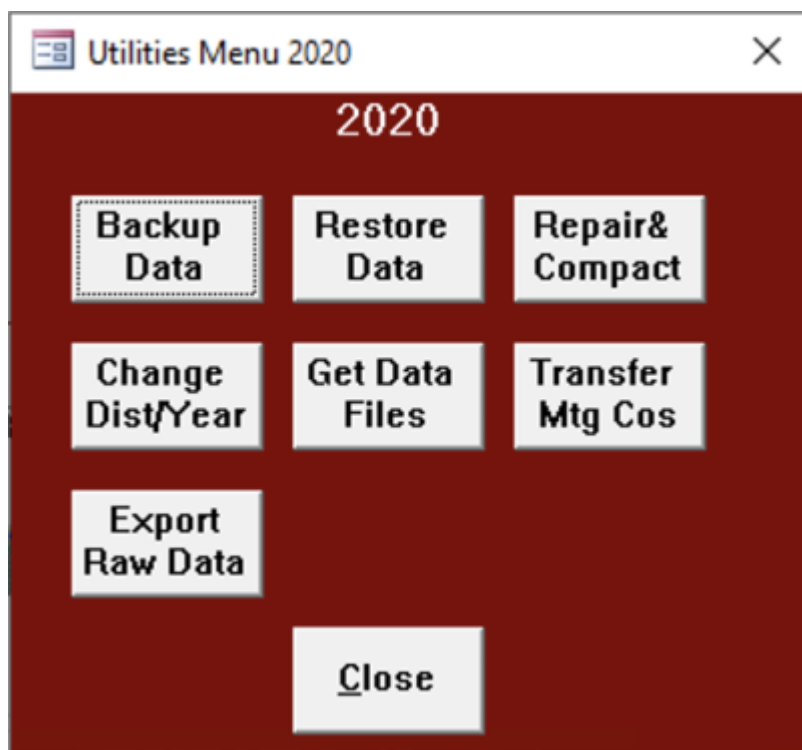 Utilities Menu 2020
2020
Backup
Data
Restore
Data
Repair&
Compact
Change
Dist/Year
Get Data
Files
Transfer
Mtg Cos
Export
Raw Data
Close